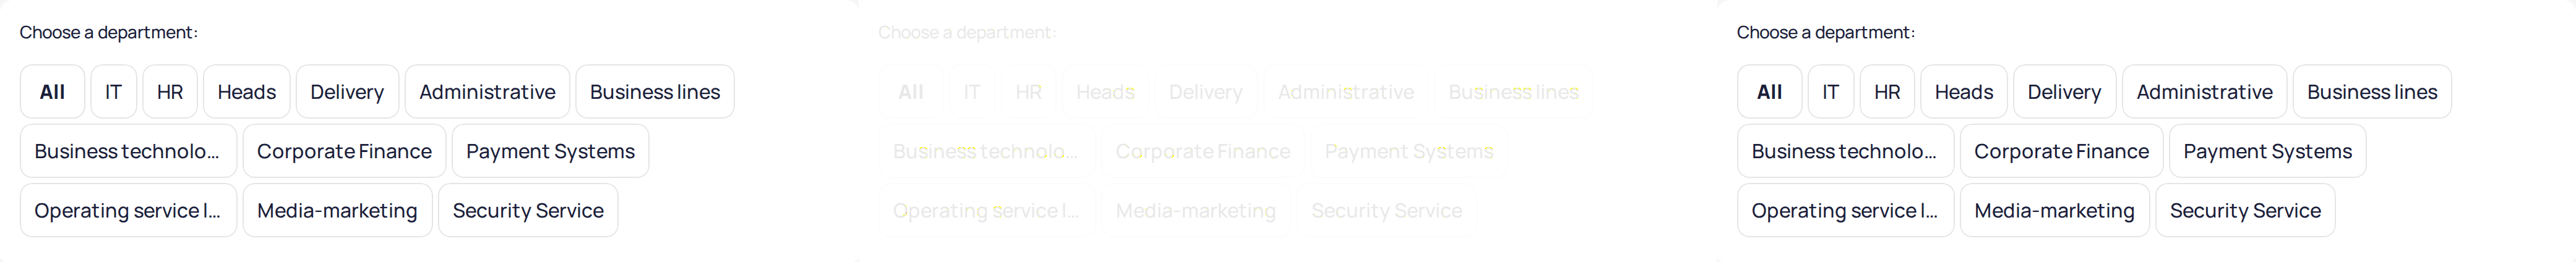 Choose a department:
All IT HR Heads Delivery Administrative Business lines
Business technolo... Corporate Finance Payment Systems
Operating service l... Media-marketing Security Service
Choose a department:
All IT HR Heads Delivery Administrative Business lines
Business technolo... Corporate Finance Payment Systems
Operating service l... Media-marketing Security Service
Choose a department:
All IT HR Heads Delivery Administrative Business lines
Business technolo... Corporate Finance Payment Systems
Operating service l... Media-marketing Security Service